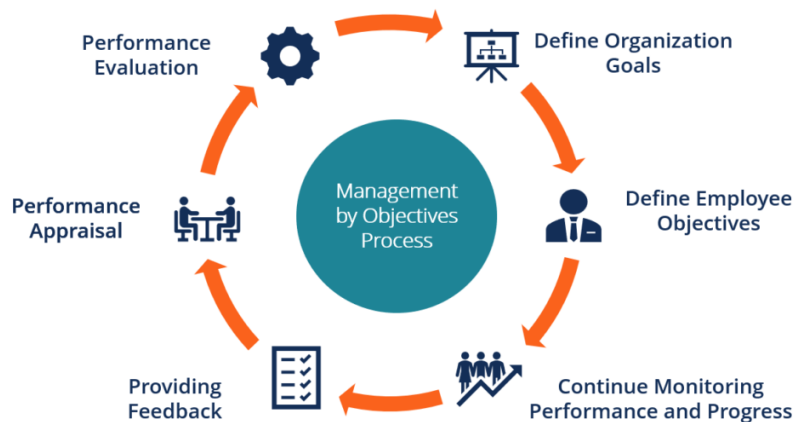 Management
by Objectives
Process
Define Organization
Goals
Define Employee
Objectives
Continue Monitoring
Performance and Progress
Providing
Feedback
Performance
Appraisal
Performance
Evaluation